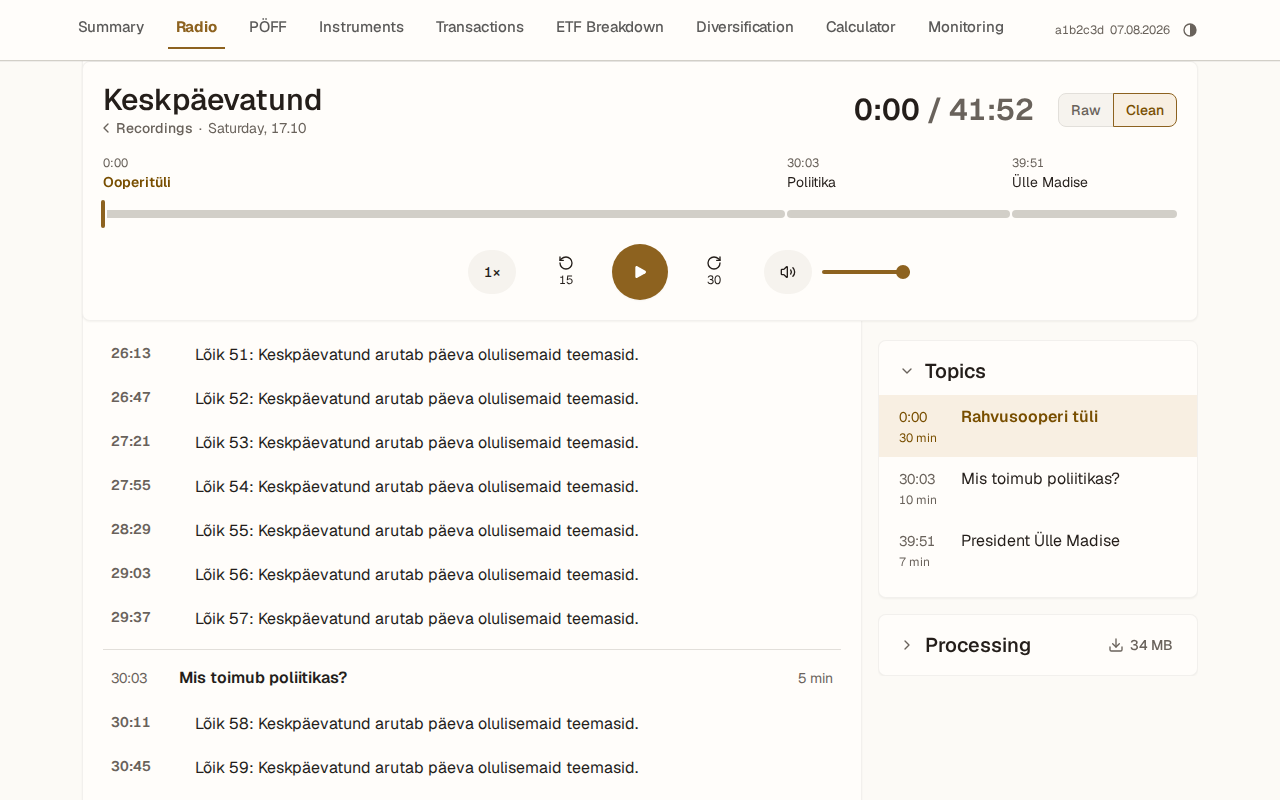 Summary Radio PÖFF Instruments Transactions ETF Breakdown Diversification Calculator Monitoring a1b2c3d 07.08.2026
Keskpäevatund
Recordings · Saturday, 17.10
0:00 / 41:52
Raw Clean
0:00 30:03 39:51
Ooperitüli Poliitika Ülle Madise
1× 15 30
26:13 Lõik 51: Keskpäevatund arutab päeva olulisemaid teemasid.
26:47 Lõik 52: Keskpäevatund arutab päeva olulisemaid teemasid.
27:21 Lõik 53: Keskpäevatund arutab päeva olulisemaid teemasid.
27:55 Lõik 54: Keskpäevatund arutab päeva olulisemaid teemasid.
28:29 Lõik 55: Keskpäevatund arutab päeva olulisemaid teemasid.
29:03 Lõik 56: Keskpäevatund arutab päeva olulisemaid teemasid.
29:37 Lõik 57: Keskpäevatund arutab päeva olulisemaid teemasid.
30:03 Mis toimub poliitikas? 5 min
30:11 Lõik 58: Keskpäevatund arutab päeva olulisemaid teemasid.
30:45 Lõik 59: Keskpäevatund arutab päeva olulisemaid teemasid.
Topics
0:00 Rahvusooperi tüli
30 min
30:03 Mis toimub poliitikas?
10 min
39:51 President Ülle Madise
7 min
Processing 34 MB